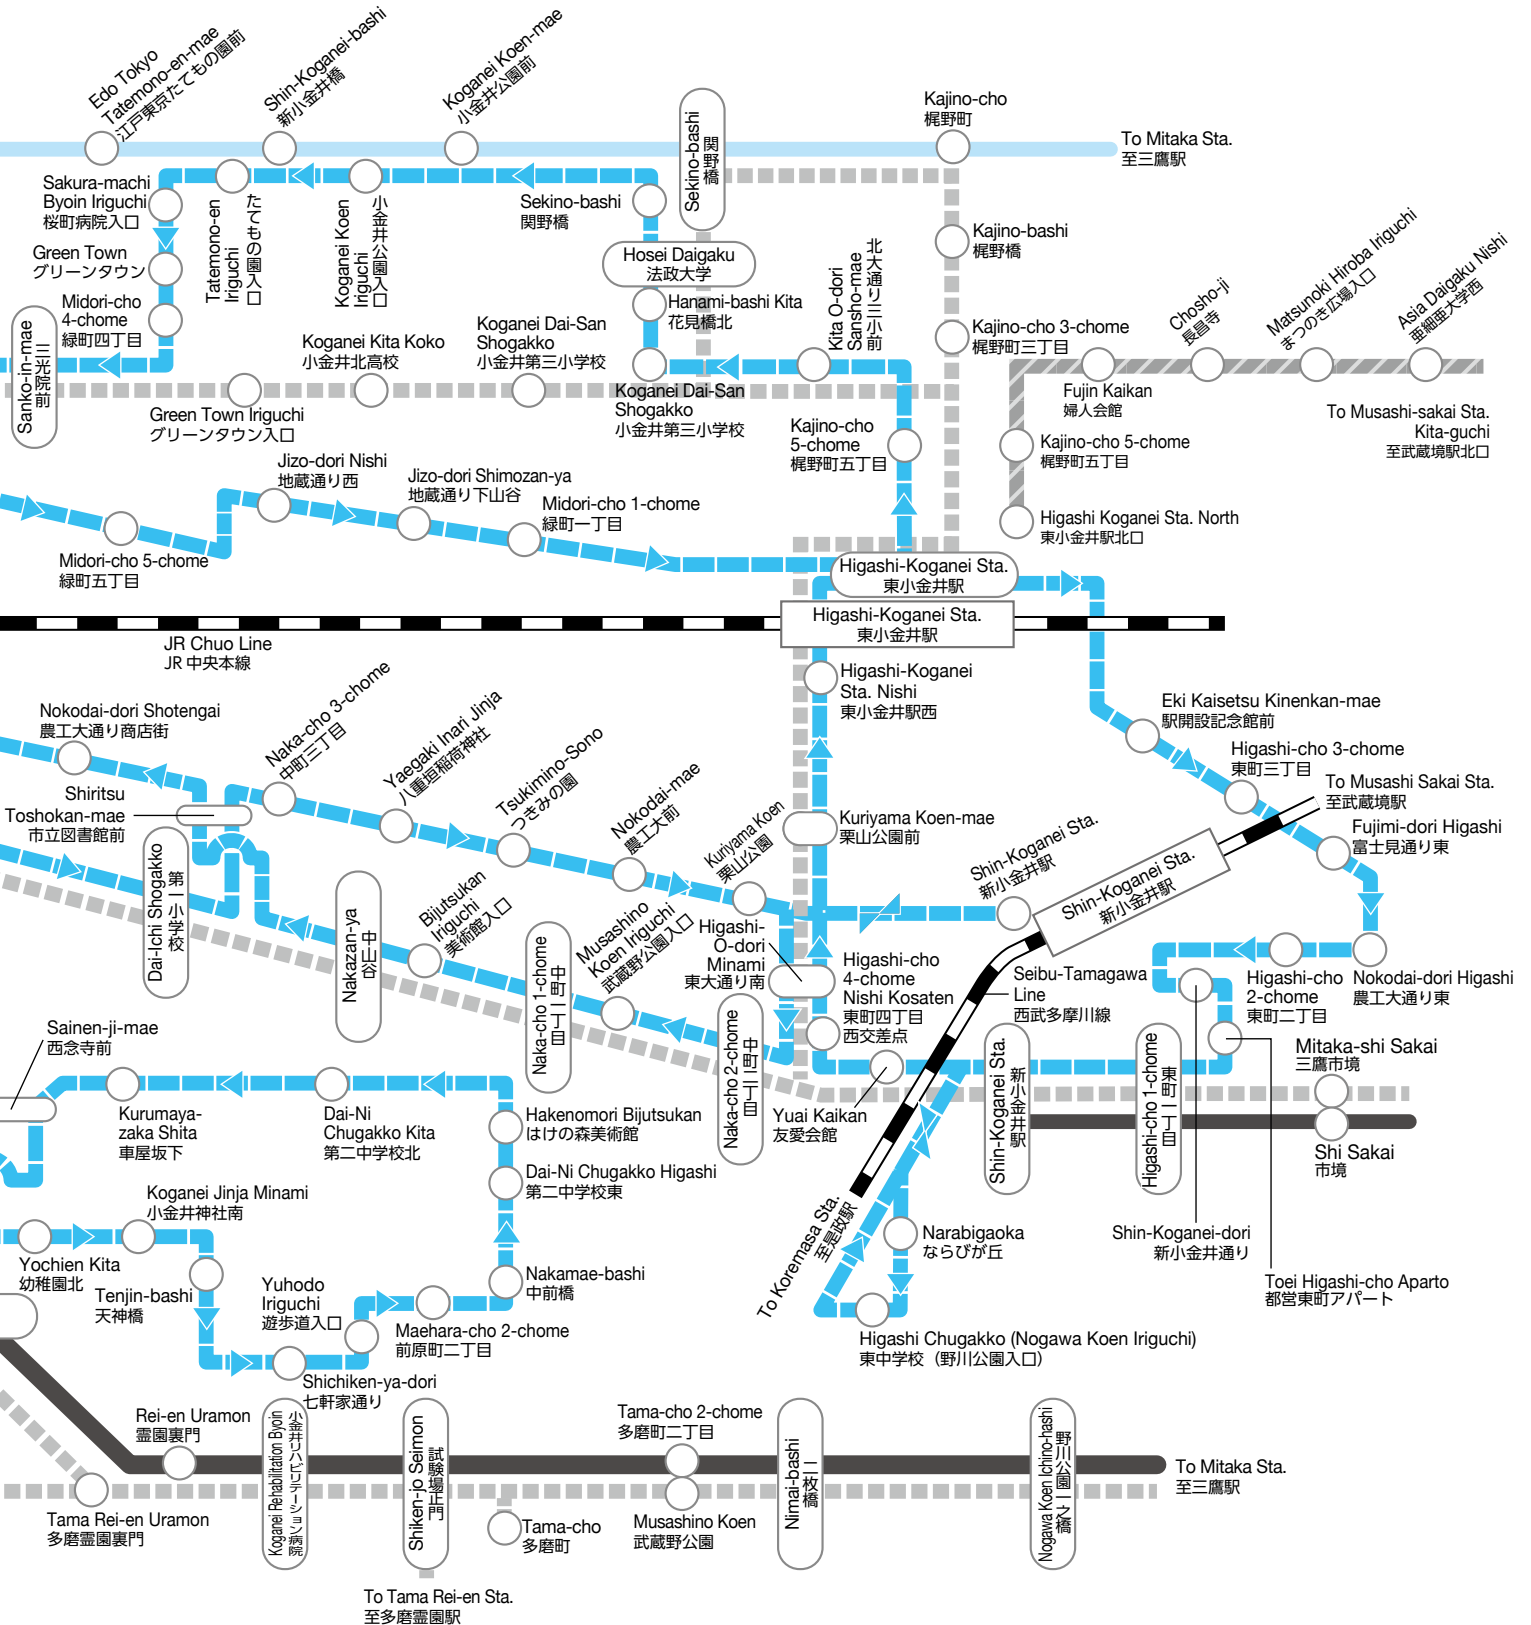 Edo Tokyo
Tatemono-en-mae
江戸東京たてもの園前
Shin-Koganei-bashi
新小金井橋
Koganei Koen-mae
小金井公園前
Sekino-bashi
関野橋
Kajino-cho
梶野町
To Mitaka Sta.
至三鷹駅
Sakura-machi
Byoin Iriguchi
桜町病院入口
Tatemono-en
Iriguchi
たてもの園入口
Koganei Koen
Iriguchi
小金井公園入口
Sekino-bashi
関野橋
Green Town
グリーンタウン
Hosei Daigaku
法政大学
Kajino-bashi
梶野橋
Midori-cho
4-chome
緑町四丁目
Hanami-bashi Kita
花見橋北
Kita O-dori
Sansho-mae
北大通り三小前
Kajino-cho 3-chome
梶野町三丁目
Chosho-ji
長昌寺
Matsunoki Hiroba Iriguchi
まつのき広場入口
Asia Daigaku Nishi
亜細亜大学西
Sanko-in-mae
三光院前
Koganei Kita Koko
小金井北高校
Koganei Dai-San
Shogakko
小金井第三小学校
Koganei Dai-San
Shogakko
小金井第三小学校
Green Town Iriguchi
グリーンタウン入口
Fujin Kaikan
婦人会館
To Musashi-sakai Sta.
Kita-guchi
至武蔵境駅北口
Kajino-cho
5-chome
梶野町五丁目
Kajino-cho 5-chome
梶野町五丁目
Jizo-dori Nishi
地蔵通り西
Jizo-dori Shimozan-ya
地蔵通り下山谷
Midori-cho 1-chome
緑町一丁目
Higashi Koganei Sta. North
東小金井駅北口
Midori-cho 5-chome
緑町五丁目
Higashi-Koganei Sta.
東小金井駅
Higashi-Koganei Sta.
東小金井駅
JR Chuo Line
JR 中央本線
Higashi-Koganei
Sta. Nishi
東小金井駅西
Nokodai-dori Shotengai
農工大通り商店街
Naka-cho 3-chome
中町三丁目
Yaegaki Inari Jinja
八重垣稲荷神社
Tsukimino-Sono
つきみの園
Nokodai-mae
農工大前
Kuriyama Koen
栗山公園
Eki Kaisetsu Kinenkan-mae
駅開設記念館前
Higashi-cho 3-chome
東町三丁目
To Musashi Sakai Sta.
至武蔵境駅
Shiritsu
Toshokan-mae
市立図書館前
Kuriyama Koen-mae
栗山公園前
Shin-Koganei Sta.
新小金井駅
Shin-Koganei Sta.
新小金井駅
Fujimi-dori Higashi
富士見通り東
Dai-Ichi Shogakko
第一小学校
Nakazan-ya
中山谷
Bijutsukan
Iriguchi
美術館入口
Naka-cho 1-chome
中町一丁目
Musashino
Koen Iriguchi
武蔵野公園入口
Higashi-
O-dori
Minami
東大通り南
Higashi-cho
4-chome
Nishi Kosaten
東町四丁目
西交差点
Seibu-Tamagawa
Line
西武多摩川線
Higashi-cho
2-chome
東町二丁目
Nokodai-dori Higashi
農工大通り東
Naka-cho 2-chome
中町二丁目
Sainen-ji-mae
西念寺前
Shin-Koganei Sta.
新小金井駅
Higashi-cho 1-chome
東町一丁目
Mitaka-shi Sakai
三鷹市境
Kurumaya-
zaka Shita
車屋坂下
Dai-Ni
Chugakko Kita
第二中学校北
Hakenomori Bijutsukan
はけの森美術館
Yuai Kaikan
友愛会館
Shi Sakai
市境
Dai-Ni Chugakko Higashi
第二中学校東
Koganei Jinja Minami
小金井神社南
To Koremasa Sta.
至是政駅
Narabigaoka
ならびが丘
Shin-Koganei-dori
新小金井通り
Yochien Kita
幼稚園北
Tenjin-bashi
天神橋
Yuhodo
Iriguchi
遊歩道入口
Nakamae-bashi
中前橋
Toei Higashi-cho Aparto
都営東町アパート
Maehara-cho 2-chome
前原町二丁目
Higashi Chugakko (Nogawa Koen Iriguchi)
東中学校（野川公園入口）
Shichiken-ya-dori
七軒家通り
Rei-en Uramon
霊園裏門
Koganei Rehabilitation Byoin
小金井リハビリテーション病院
Shiken-jo Seimon
試験場正門
Tama-cho 2-chome
多磨町二丁目
Nimai-bashi
二枚橋
Nogawa Koen Ichino-hashi
野川公園一之橋
To Mitaka Sta.
至三鷹駅
Tama Rei-en Uramon
多磨霊園裏門
Tama-cho
多磨町
Musashino Koen
武蔵野公園
To Tama Rei-en Sta.
至多磨霊園駅